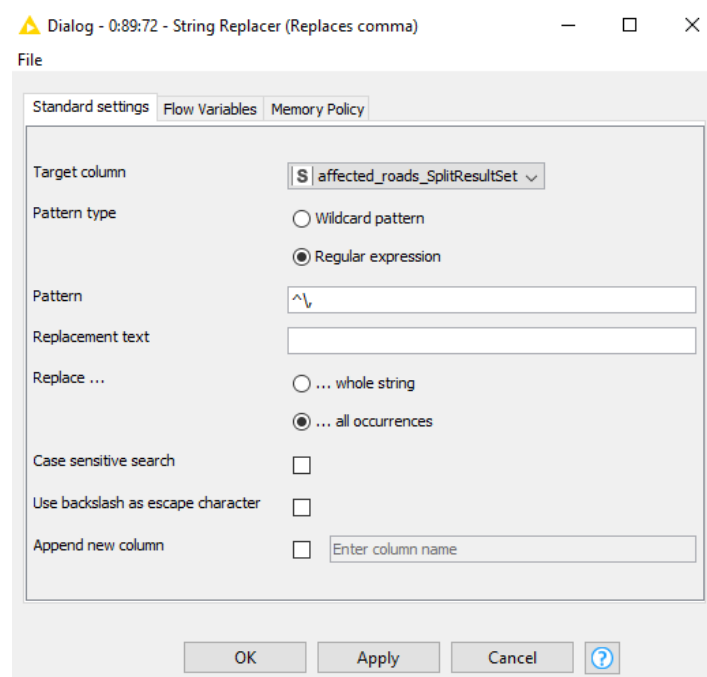 Dialog - 0:89:72 - String Replacer (Replaces comma)
File
Standard settings Flow Variables Memory Policy
Target column S affected_roads_SplitResultSet
Pattern type Wildcard pattern
Regular expression
Pattern ^\,
Replacement text
Replace ... ... whole string
... all occurrences
Case sensitive search
Use backslash as escape character
Append new column Enter column name
OK Apply Cancel ?